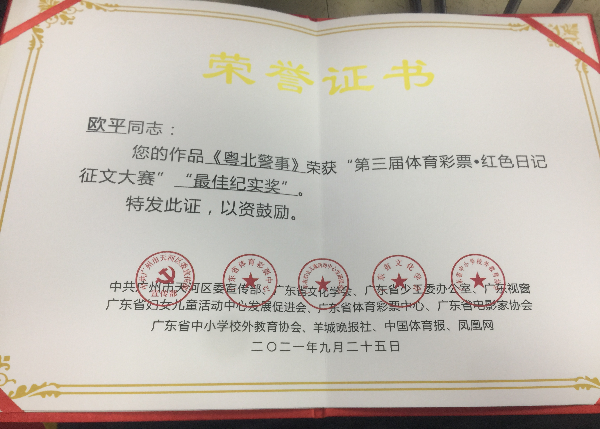 荣誉证书
欧平同志：
您的作品《粤北警事》荣获“第三届体育彩票·红色日记
征文大赛”“最佳纪实奖”。
特发此证，以资鼓励。
中共广州市天河区委宣传部、广东省文化学会、广东省少工委办公室、广东视窗
广东省妇女儿童活动中心发展促进会、广东省体育彩票中心、广东省电影家协会
广东省中小学校外教育协会、羊城晚报社、中国体育报、凤凰网
二〇二一年九月二十五日